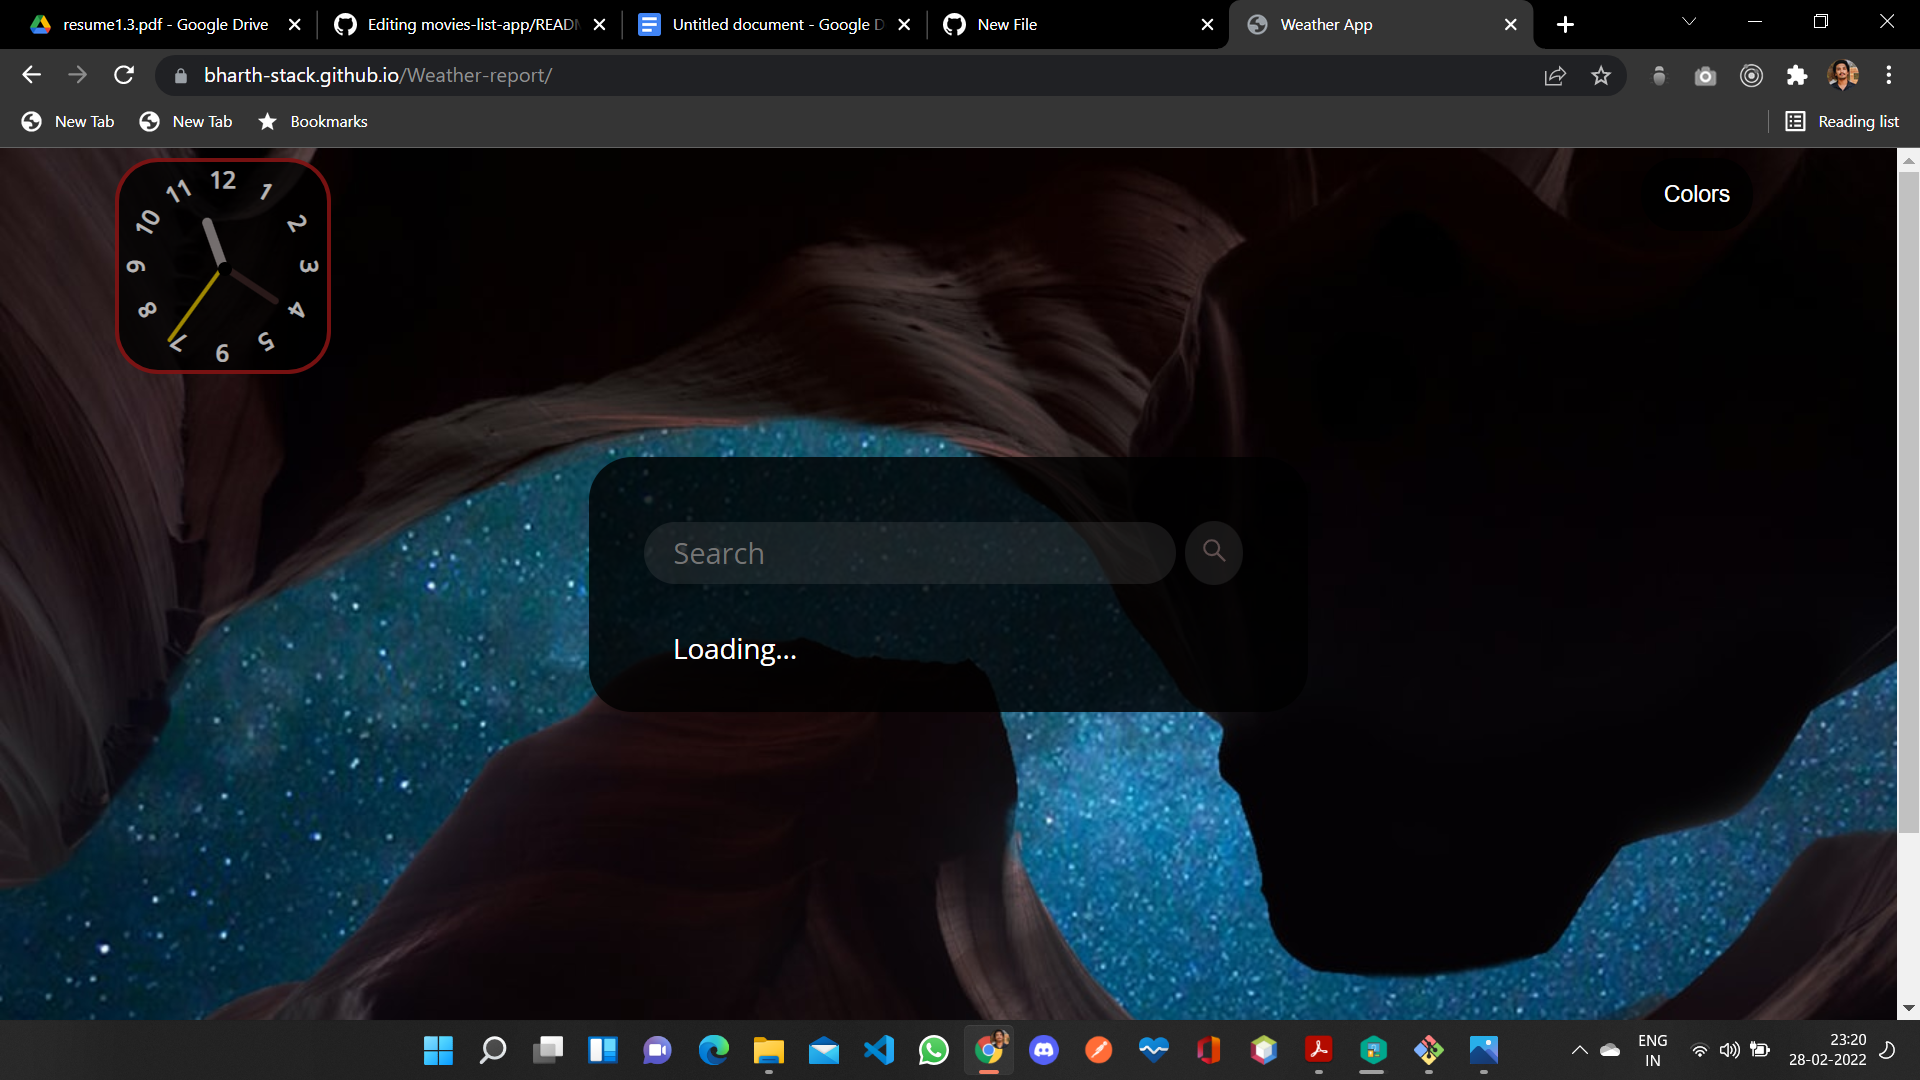 resume1.3.pdf - Google Drive
Editing movies-list-app/READM
Untitled document - Google D
New File
Weather App
bharth-stack.github.io/Weather-report/
New Tab
New Tab
Bookmarks
Reading list
12
1
2
3
4
5
6
7
8
9
10
11
Colors
Search
Loading...
ENG
IN
23:20
28-02-2022